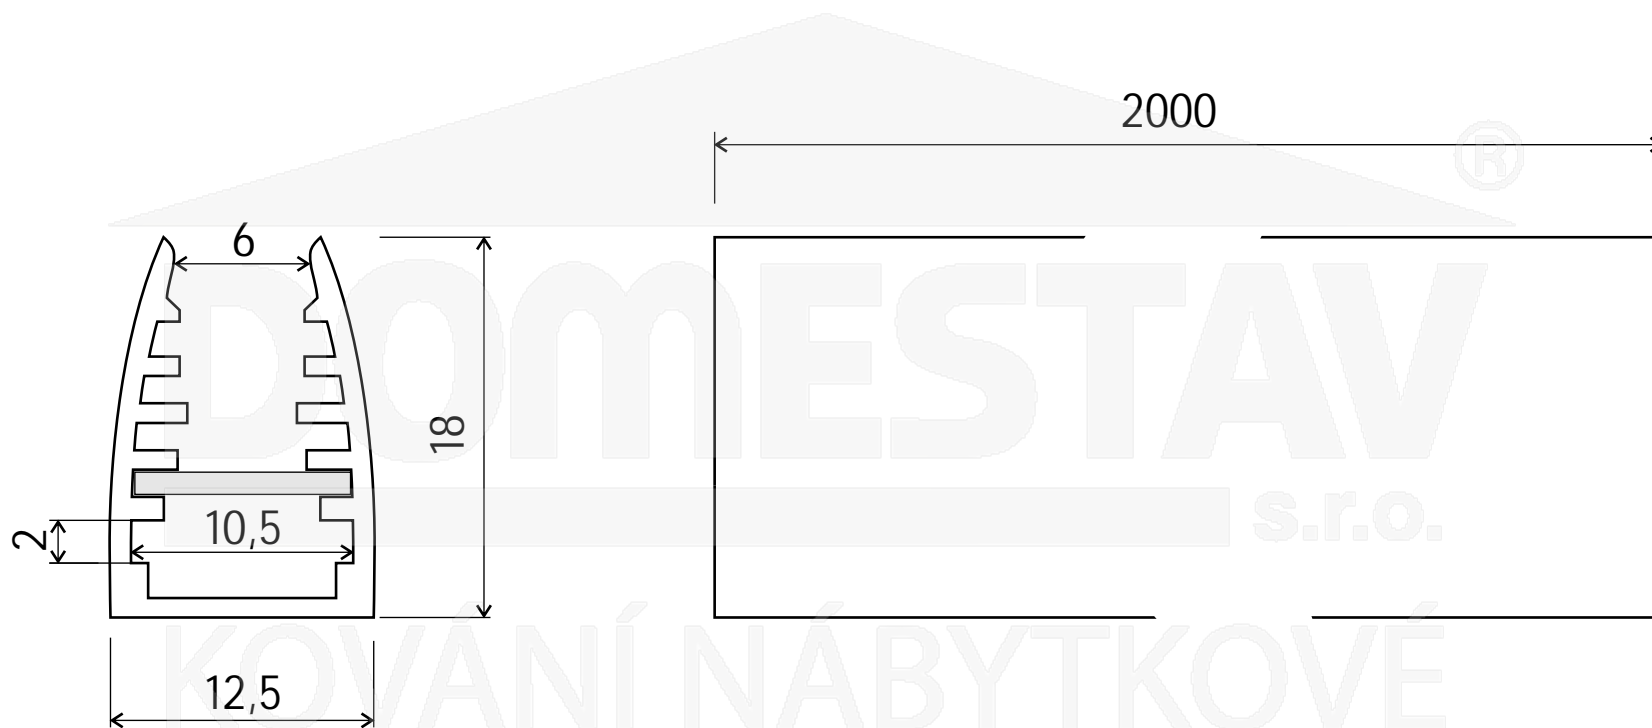 2000
®
6
DOMESTAV
18
s.r.o.
10,5
2
KOVÁNÍ NÁBYTKOVÉ
12,5